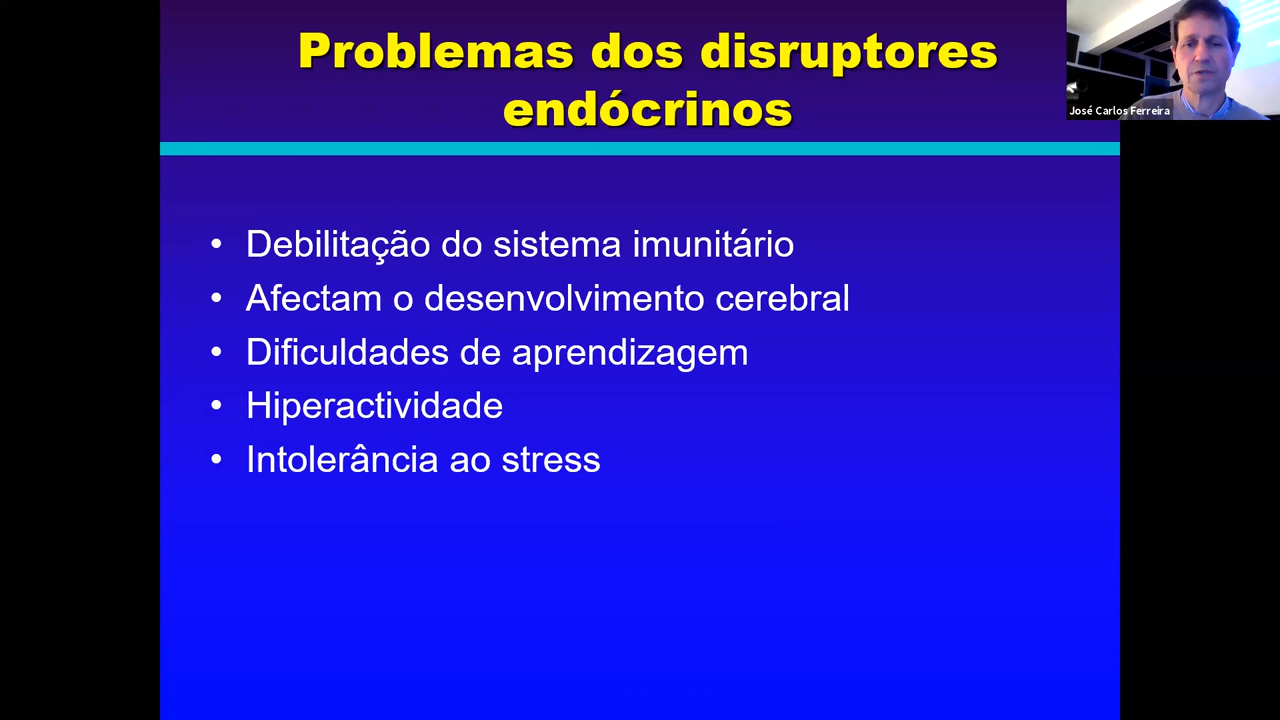 Problemas dos disruptores
endócrinos
José Carlos Ferreira
• Debilitação do sistema imunitário
• Afectam o desenvolvimento cerebral
• Dificuldades de aprendizagem
• Hiperactividade
• Intolerância ao stress